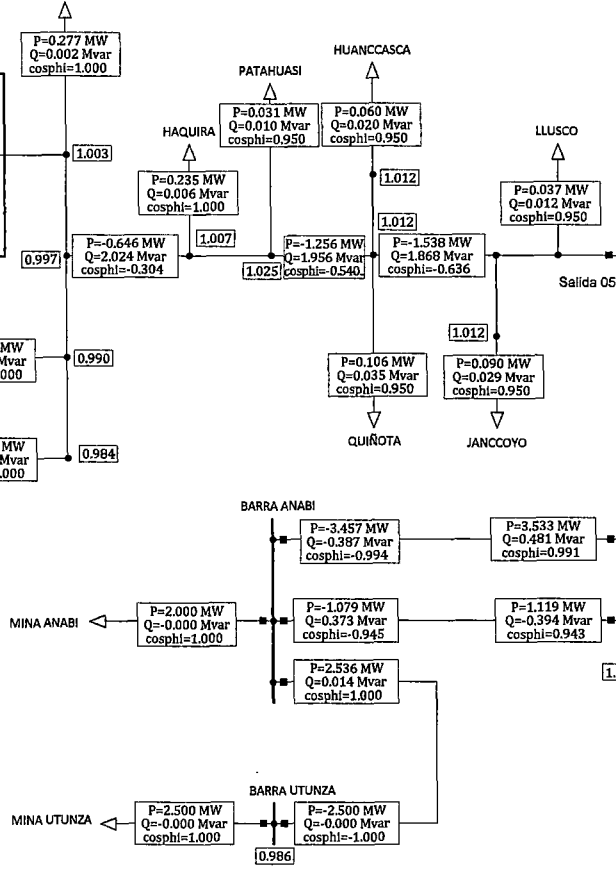 P=0.277 MW
Q=0.002 Mvar
cosphi=1.000
HUANCCASCA
PATAHUASI
P=0.031 MW
Q=0.010 Mvar
cosphi=0.950
P=0.060 MW
Q=0.020 Mvar
cosphi=0.950
HAQUIRA
LLUSCO
1.003
P=0.235 MW
Q=0.006 Mvar
cosphi=1.000
1.012
P=0.037 MW
Q=0.012 Mvar
cosphi=0.950
1.012
1.007
0.997
P=-0.646 MW
Q=2.024 MW
cosphi=-0.304
1.025
P=-1.256 MW
Q=1.956 Mvar
cosphi=-0.540
P=-1.538 MW
Q=1.868 Mvar
cosphi=-0.636
Salida 05
1.012
MW
Mvar
000
0.990
P=0.106 MW
Q=0.035 Mvar
cosphi=0.950
P=0.090 MW
Q=0.029 Mvar
cosphi=0.950
QUIÑOTA
JANCCOYO
MW
Mvar
.000
0.984
BARRA ANABI
P=-3.457 MW
Q=-0.387 Mvar
cosphi=-0.994
P=3.533 MW
Q=0.481 Mvar
cosphi=0.991
MINA ANABI
P=2.000 MW
Q=-0.000 Mvar
cosphi=1.000
P=-1.079 MW
Q=0.373 Mvar
cosphi=-0.945
P=1.119 MW
Q=-0.394 Mvar
cosphi=0.943
P=2.536 MW
Q=0.014 Mvar
cosphi=1.000
1.
BARRA UTUNZA
MINA UTUNZA
P=2.500 MW
Q=-0.000 Mvar
cosphi=1.000
P=-2.500 MW
Q=-0.000 Mvar
cosphi=-1.000
0.986